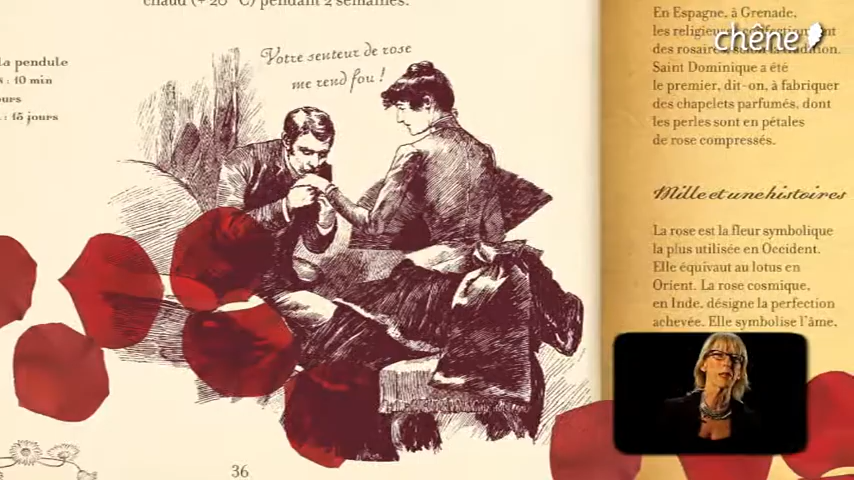 chaud (+ 20 °C) pendant 2 semaines.
la pendule
: 10 min
: 15 jours
Votre senteur de rose
me rend fou !
36
chêne
En Espagne, à Grenade,
les religieuses
des rosaires selon la tradition.
Saint Dominique a été
le premier, dit-on, à fabriquer
des chapelets parfumés, dont
les perles sont en pétales
de rose compressés.
Mille et une histoires
La rose est la fleur symbolique
la plus utilisée en Occident.
Elle équivaut au lotus en
Orient. La rose cosmique,
en Inde, désigne la perfection
achevée. Elle symbolise l'âme,